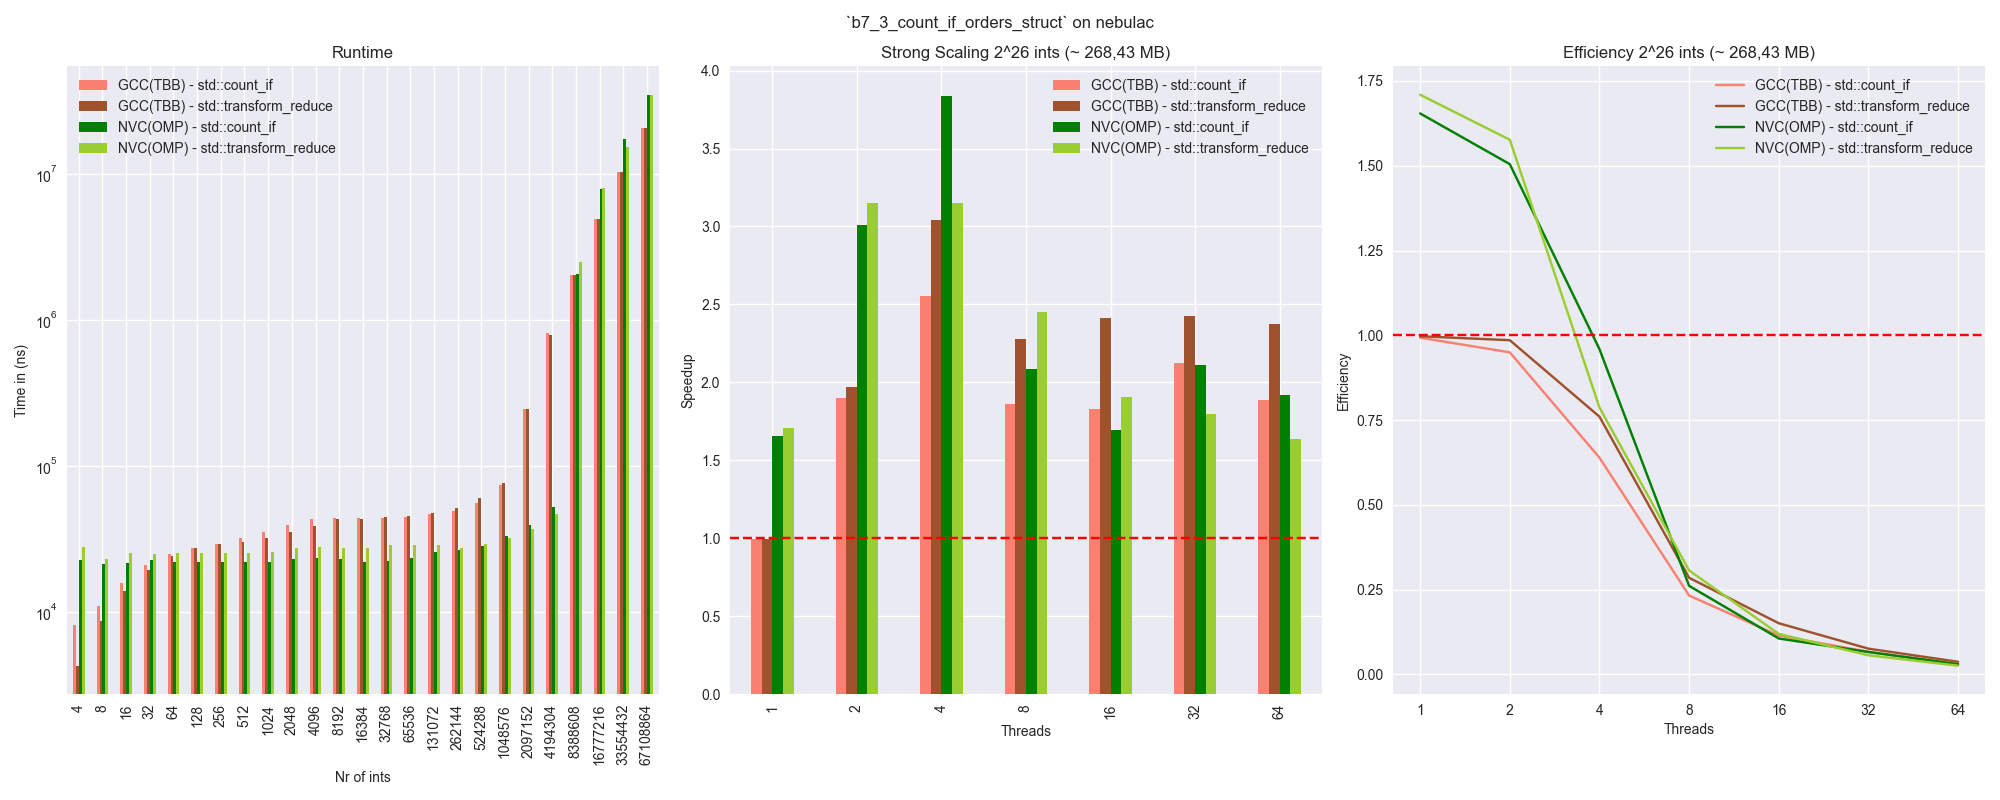 `b7_3_count_if_orders_struct` on nebulac
Runtime
GCC(TBB) - std::count_if
GCC(TBB) - std::transform_reduce
NVC(OMP) - std::count_if
NVC(OMP) - std::transform_reduce
Time in (ns)
10^7
10^6
10^5
10^4
4
8
16
32
64
128
256
512
1024
2048
4096
8192
16384
32768
65536
131072
262144
524288
1048576
2097152
4194304
8388608
16777216
33554432
67108864
Nr of ints
Strong Scaling 2^26 ints (~ 268,43 MB)
GCC(TBB) - std::count_if
GCC(TBB) - std::transform_reduce
NVC(OMP) - std::count_if
NVC(OMP) - std::transform_reduce
Speedup
4.0
3.5
3.0
2.5
2.0
1.5
1.0
0.5
0.0
1
2
4
8
16
32
64
Threads
Efficiency 2^26 ints (~ 268,43 MB)
GCC(TBB) - std::count_if
GCC(TBB) - std::transform_reduce
NVC(OMP) - std::count_if
NVC(OMP) - std::transform_reduce
Efficiency
1.75
1.50
1.25
1.00
0.75
0.50
0.25
0.00
1
2
4
8
16
32
64
Threads